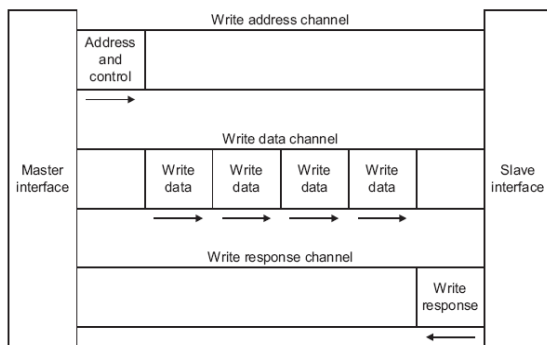 Write address channel
Address
and
control
Master
interface
Write data channel
Write
data
Write
data
Write
data
Write
data
Slave
interface
Write response channel
Write
response